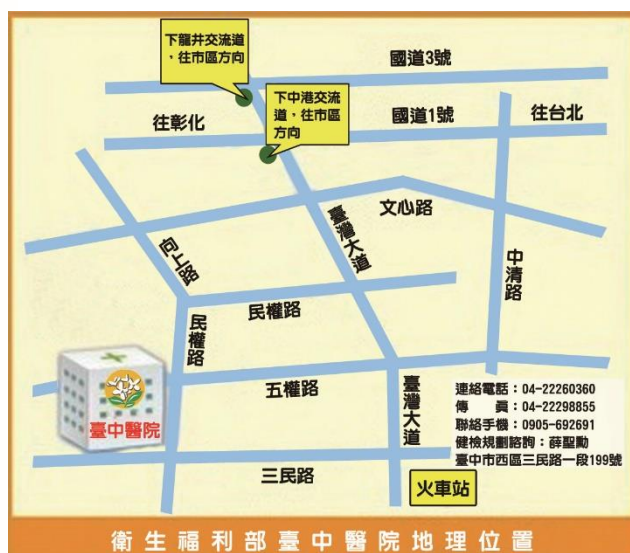 下龍井交流道
，往市區方向
國道3號
下中港交流
道，往市區
方向
往彰化
國道1號
往台北
文心路
向上路
臺灣大道
中清路
民權路
民權路
五權路
臺灣大道
臺中醫院
三民路
火車站
連絡電話：04-22260360
傳　　真：04-22298855
聯絡手機：0905-692691
健檢規劃諮詢：薛聖勳
臺中市西區三民路一段199號
衛生福利部臺中醫院地理位置